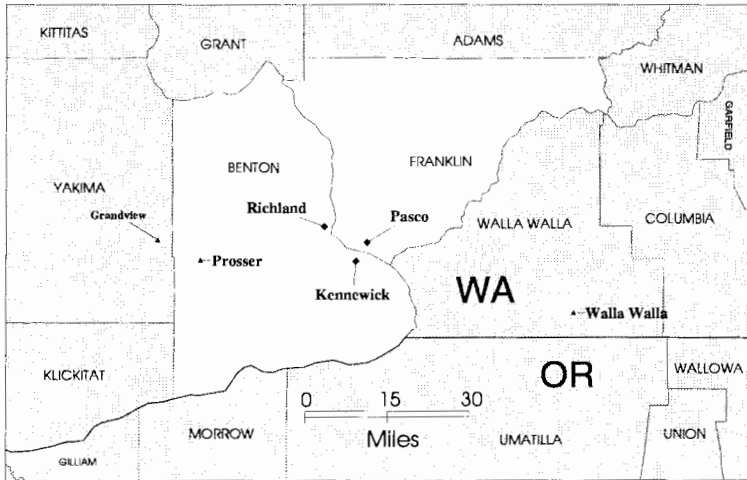 KITTITAS
GRANT
ADAMS
WHITMAN
GARFIELD
BENTON
FRANKLIN
YAKIMA
Grandview
Richland
Pasco
WALLA WALLA
COLUMBIA
Prosser
Kennewick
WA
Walla Walla
KLICKITAT
OR
WALLOWA
0 15 30
Miles
MORROW
UMATILLA
UNION
GILLIAM